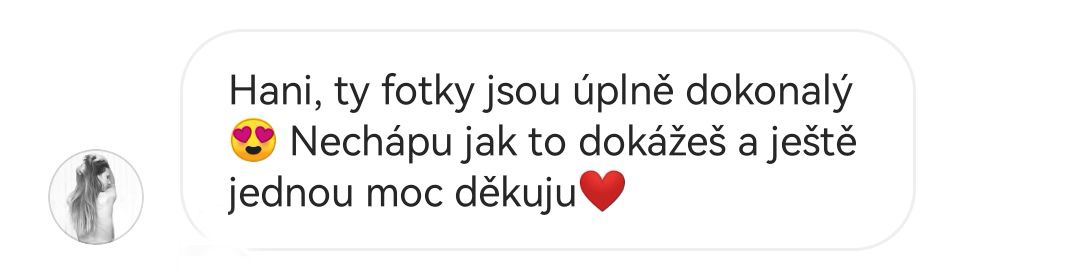 Hani, ty fotky jsou úplně dokonalý
😍 Nechápu jak to dokážeš a ještě
jednou moc děkuju❤️